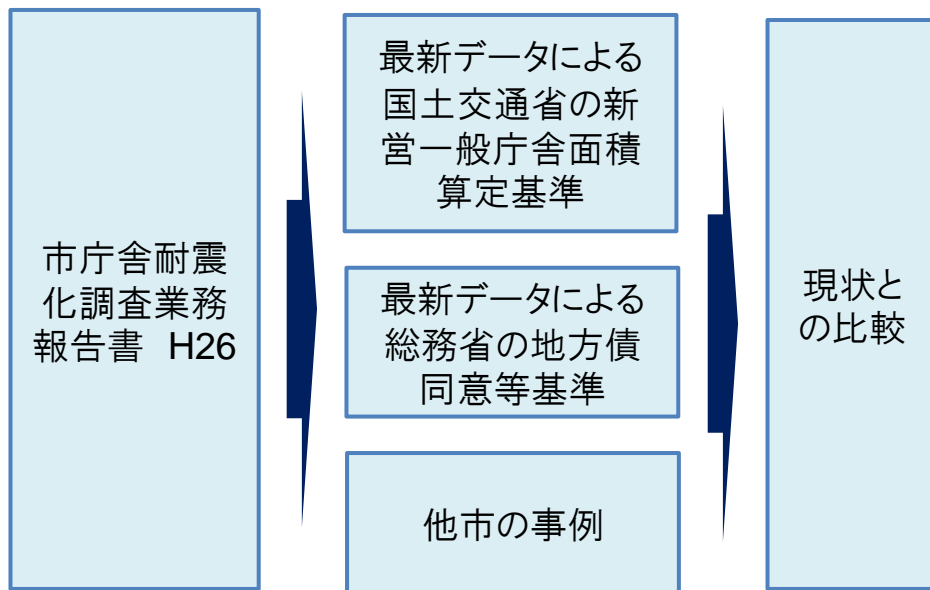 市庁舎耐震
化調査業務
報告書 H26
最新データによる
国土交通省の新
営一般庁舎面積
算定基準
最新データによる
総務省の地方債
同意等基準
他市の事例
現状と
の比較